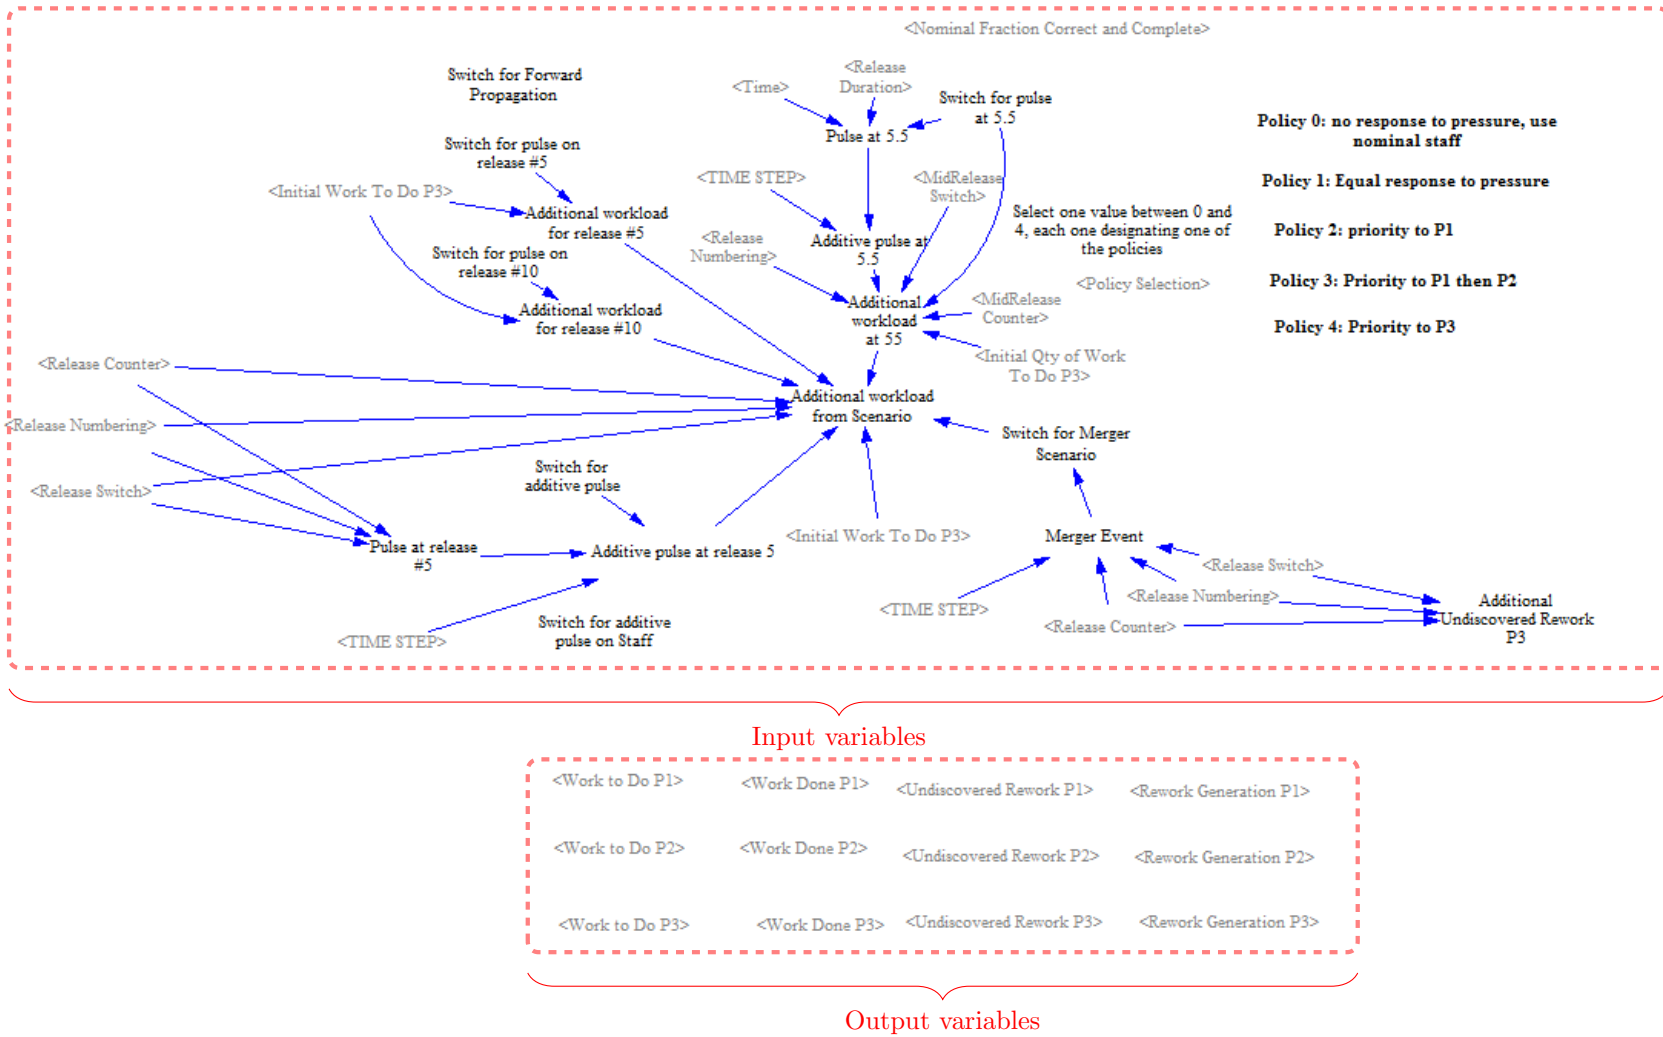 <Nominal Fraction Correct and Complete>
Switch for Forward
Propagation
<Time>
<Release
Duration>
Switch for pulse
at 5.5
Pulse at 5.5
Policy 0: no response to pressure, use
nominal staff
Switch for pulse on
release #5
<Initial Work To Do P3>
<TIME STEP>
<MidRelease
Switch>
Policy 1: Equal response to pressure
Additional workload
for release #5
Select one value between 0 and
4, each one designating one of
the policies
Policy 2: priority to P1
<Release
Numbering>
Additive pulse at
5.5
Switch for pulse on
release #10
<Policy Selection>
Policy 3: Priority to P1 then P2
Additional workload
for release #10
Additional
workload
at 55
<MidRelease
Counter>
Policy 4: Priority to P3
<Initial Qty of Work
To Do P3>
<Release Counter>
Additional workload
from Scenario
<Release Numbering>
Switch for Merger
Scenario
<Release Switch>
Switch for
additive pulse
Pulse at release
#5
Additive pulse at release 5
<Initial Work To Do P3>
Merger Event
<Release Switch>
<TIME STEP>
<Release Numbering>
<Release Counter>
Additional
Undiscovered Rework
P3
<TIME STEP>
Switch for additive
pulse on Staff
Input variables
<Work to Do P1>
<Work Done P1>
<Undiscovered Rework P1>
<Rework Generation P1>
<Work to Do P2>
<Work Done P2>
<Undiscovered Rework P2>
<Rework Generation P2>
<Work to Do P3>
<Work Done P3>
<Undiscovered Rework P3>
<Rework Generation P3>
Output variables